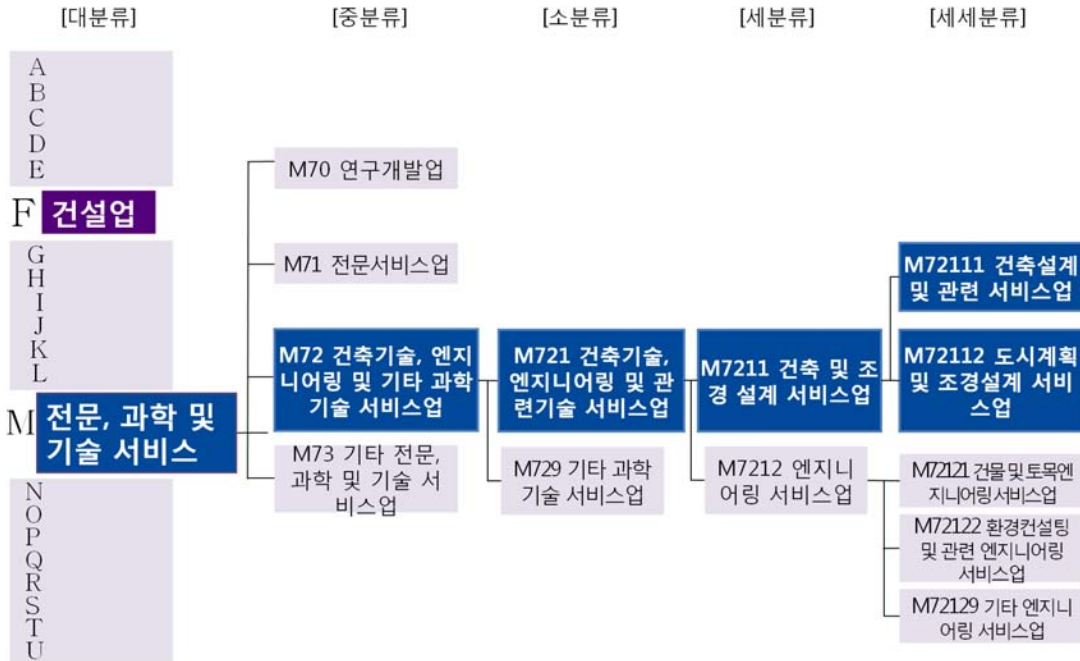 [대분류] [중분류] [소분류] [세분류] [세세분류]
A
B
C
D
E
F 건설업
G
H
I
J
K
L
M 전문, 과학 및
기술 서비스
N
O
P
Q
R
S
T
U
M70 연구개발업
M71 전문서비스업
M72 건축기술, 엔지
니어링 및 기타 과학
기술 서비스업
M73 기타 전문,
과학 및 기술 서
비스업
M721 건축기술,
엔지니어링 및 관
련기술 서비스업
M729 기타 과학
기술 서비스업
M7211 건축 및 조
경 설계 서비스업
M7212 엔지니
어링 서비스업
M72111 건축설계
및 관련 서비스업
M72112 도시계획
및 조경설계 서비
스업
M72121 건물 및 토목엔
지니어링서비스업
M72122 환경컨설팅
및 관련 엔지니어링
서비스업
M72129 기타 엔지니
어링 서비스업